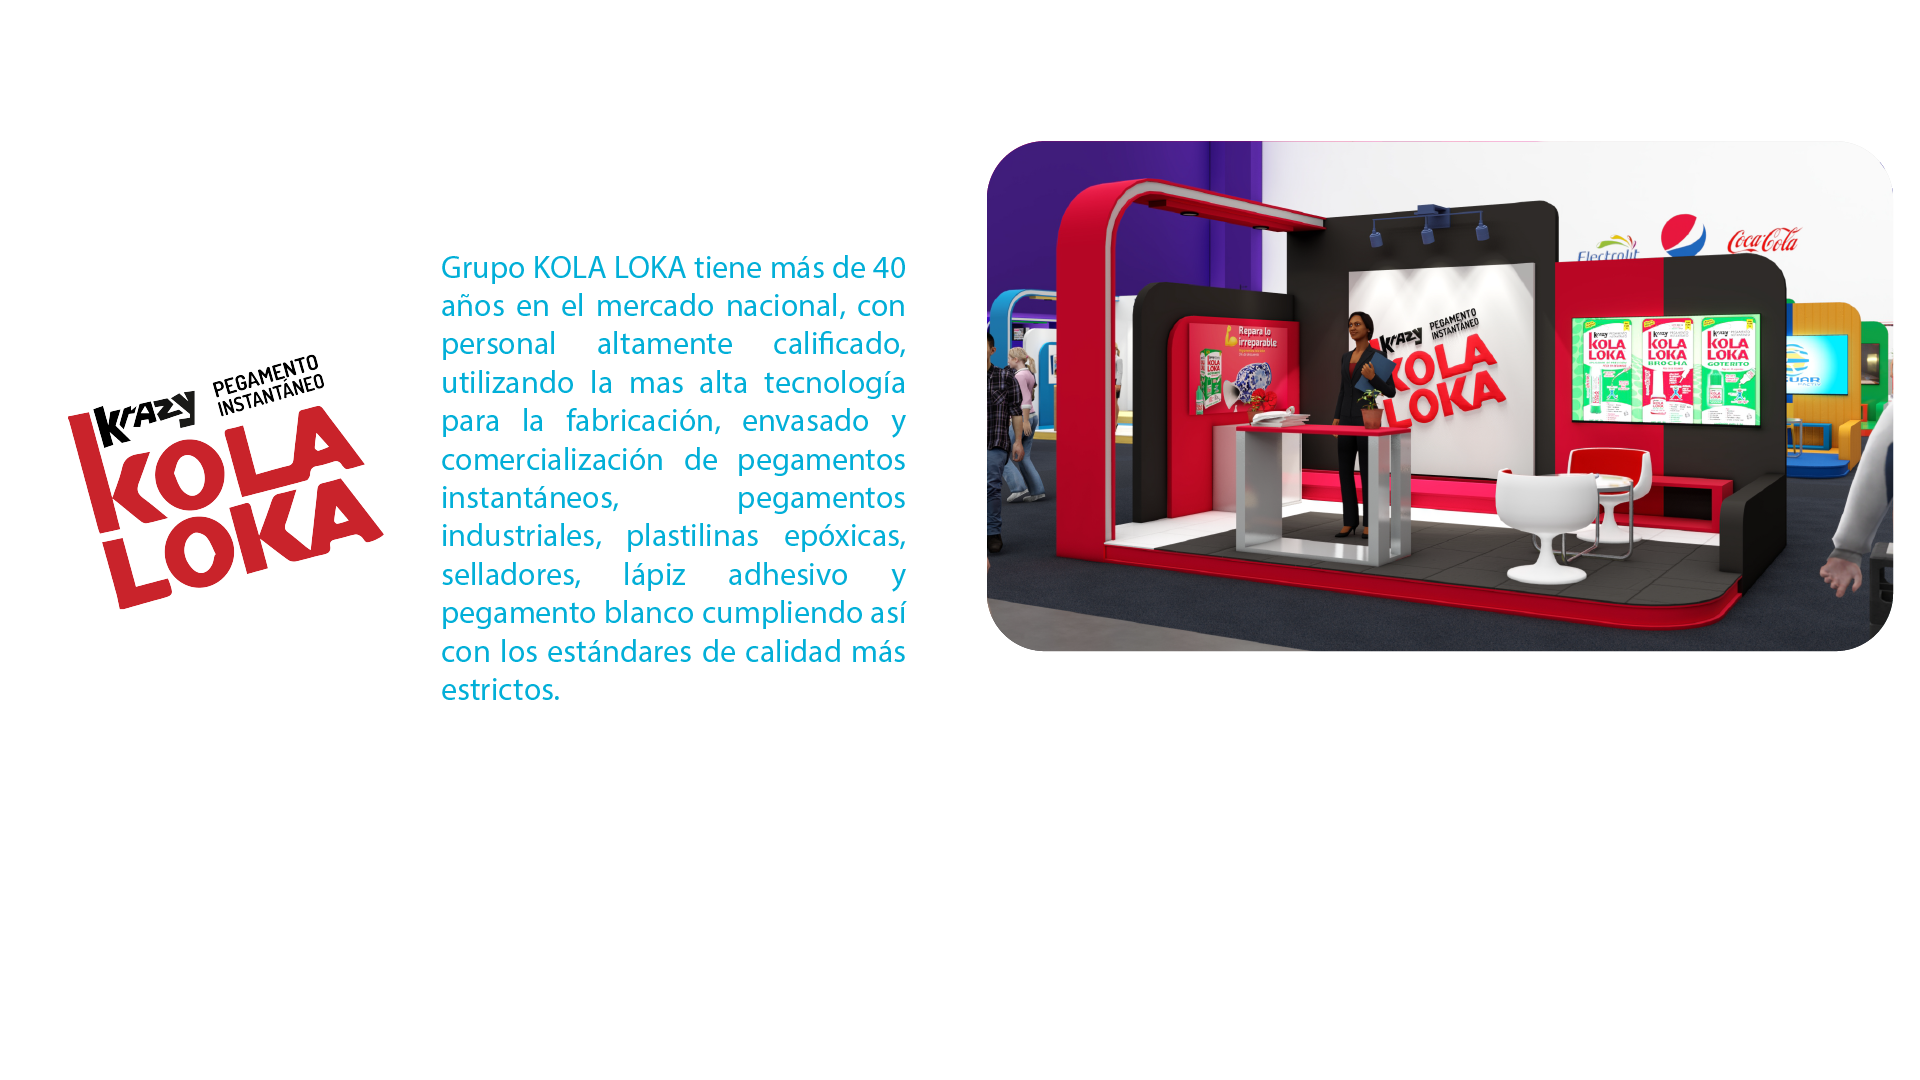 krazy PEGAMENTO
INSTANTÁNEO
KOLA
LOKA
Grupo KOLA LOKA tiene más de 40
años en el mercado nacional, con
personal altamente calificado,
utilizando la mas alta tecnología
para la fabricación, envasado y
comercialización de pegamentos
instantáneos, pegamentos
industriales, plastilinas epóxicas,
selladores, lápiz adhesivo y
pegamento blanco cumpliendo así
con los estándares de calidad más
estrictos.
Electrolit
Coca-Cola
Repara lo
irreparable
krazy PEGAMENTO
INSTANTÁNEO
KOLA
LOKA
krazy
KOLA
LOKA
krazy
KOLA
LOKA
BROCHA
krazy
KOLA
LOKA
GOTERITO